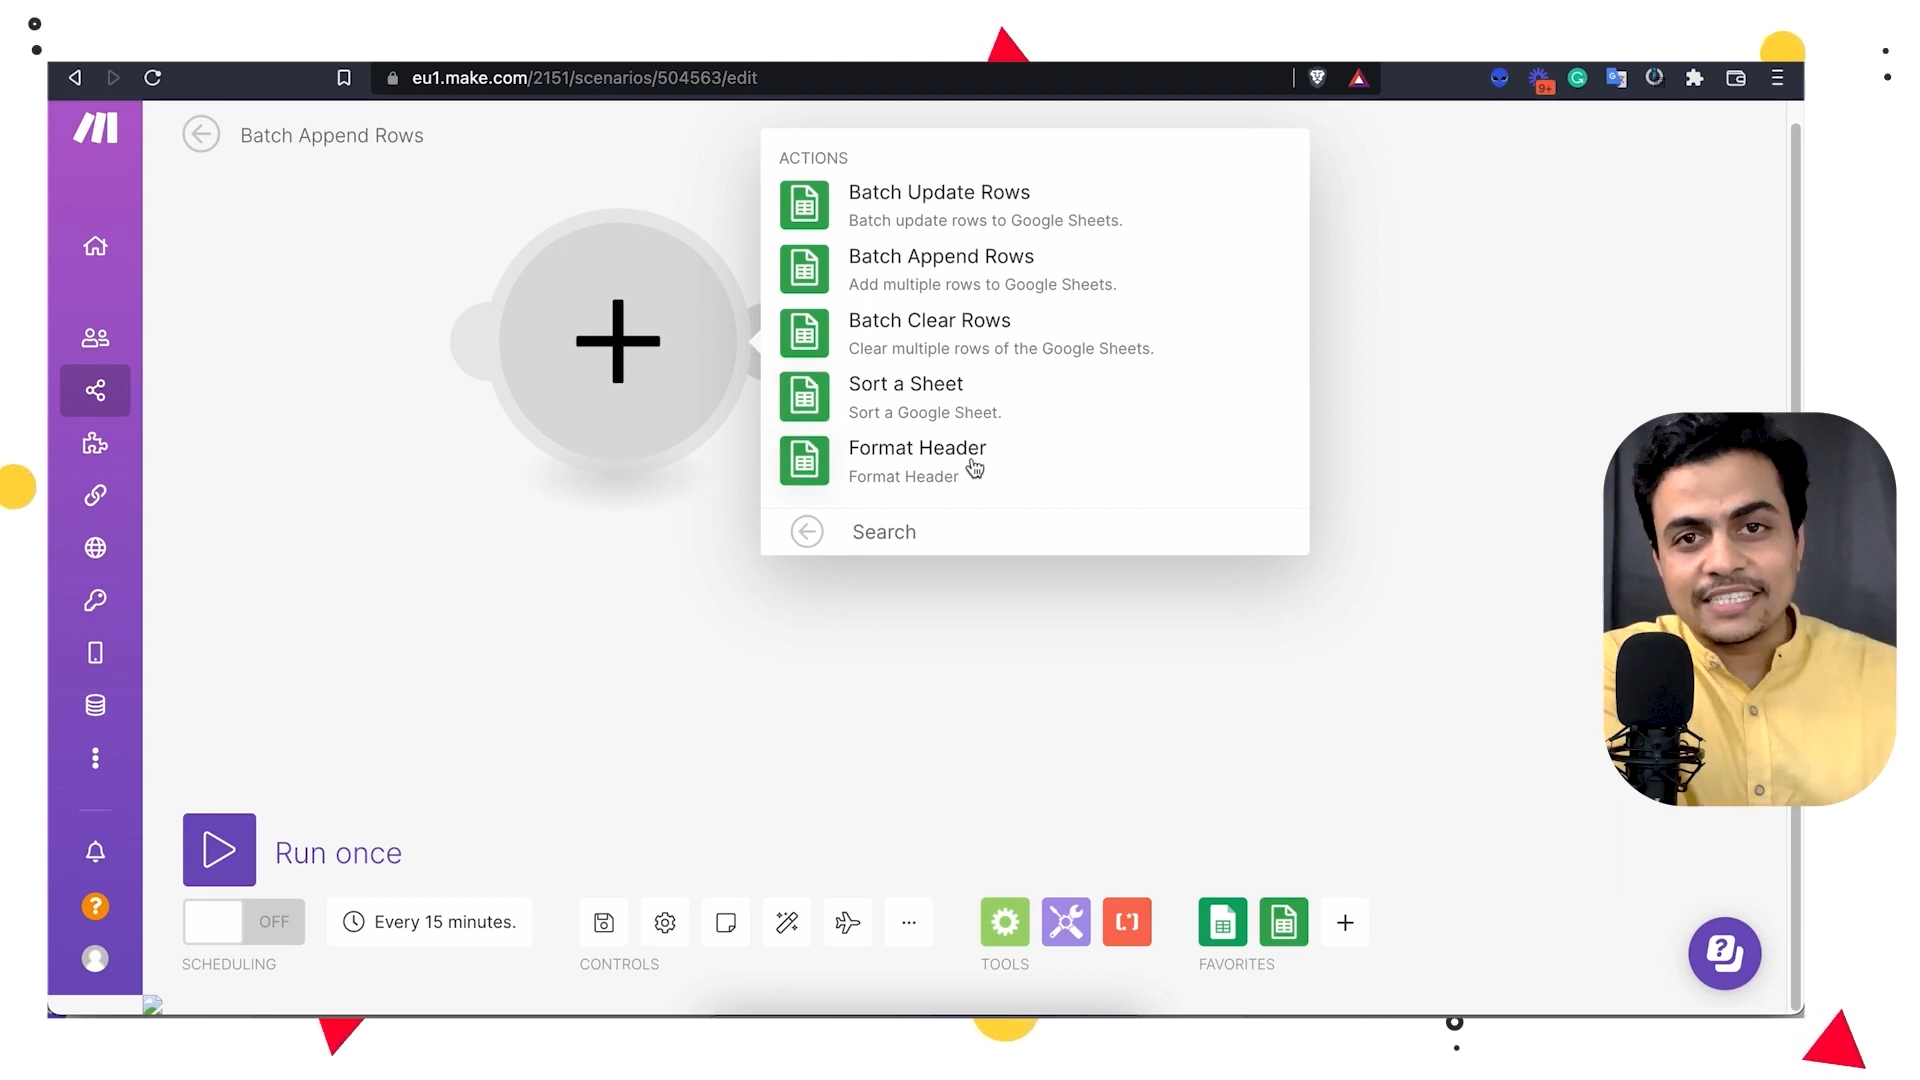 eu1.make.com/2151/scenarios/504563/edit
9+
Batch Append Rows
ACTIONS
Batch Update Rows
Batch update rows to Google Sheets.
Batch Append Rows
Add multiple rows to Google Sheets.
Batch Clear Rows
Clear multiple rows of the Google Sheets.
Sort a Sheet
Sort a Google Sheet.
Format Header
Format Header
Search
Run once
OFF
Every 15 minutes.
SCHEDULING
CONTROLS
TOOLS
FAVORITES